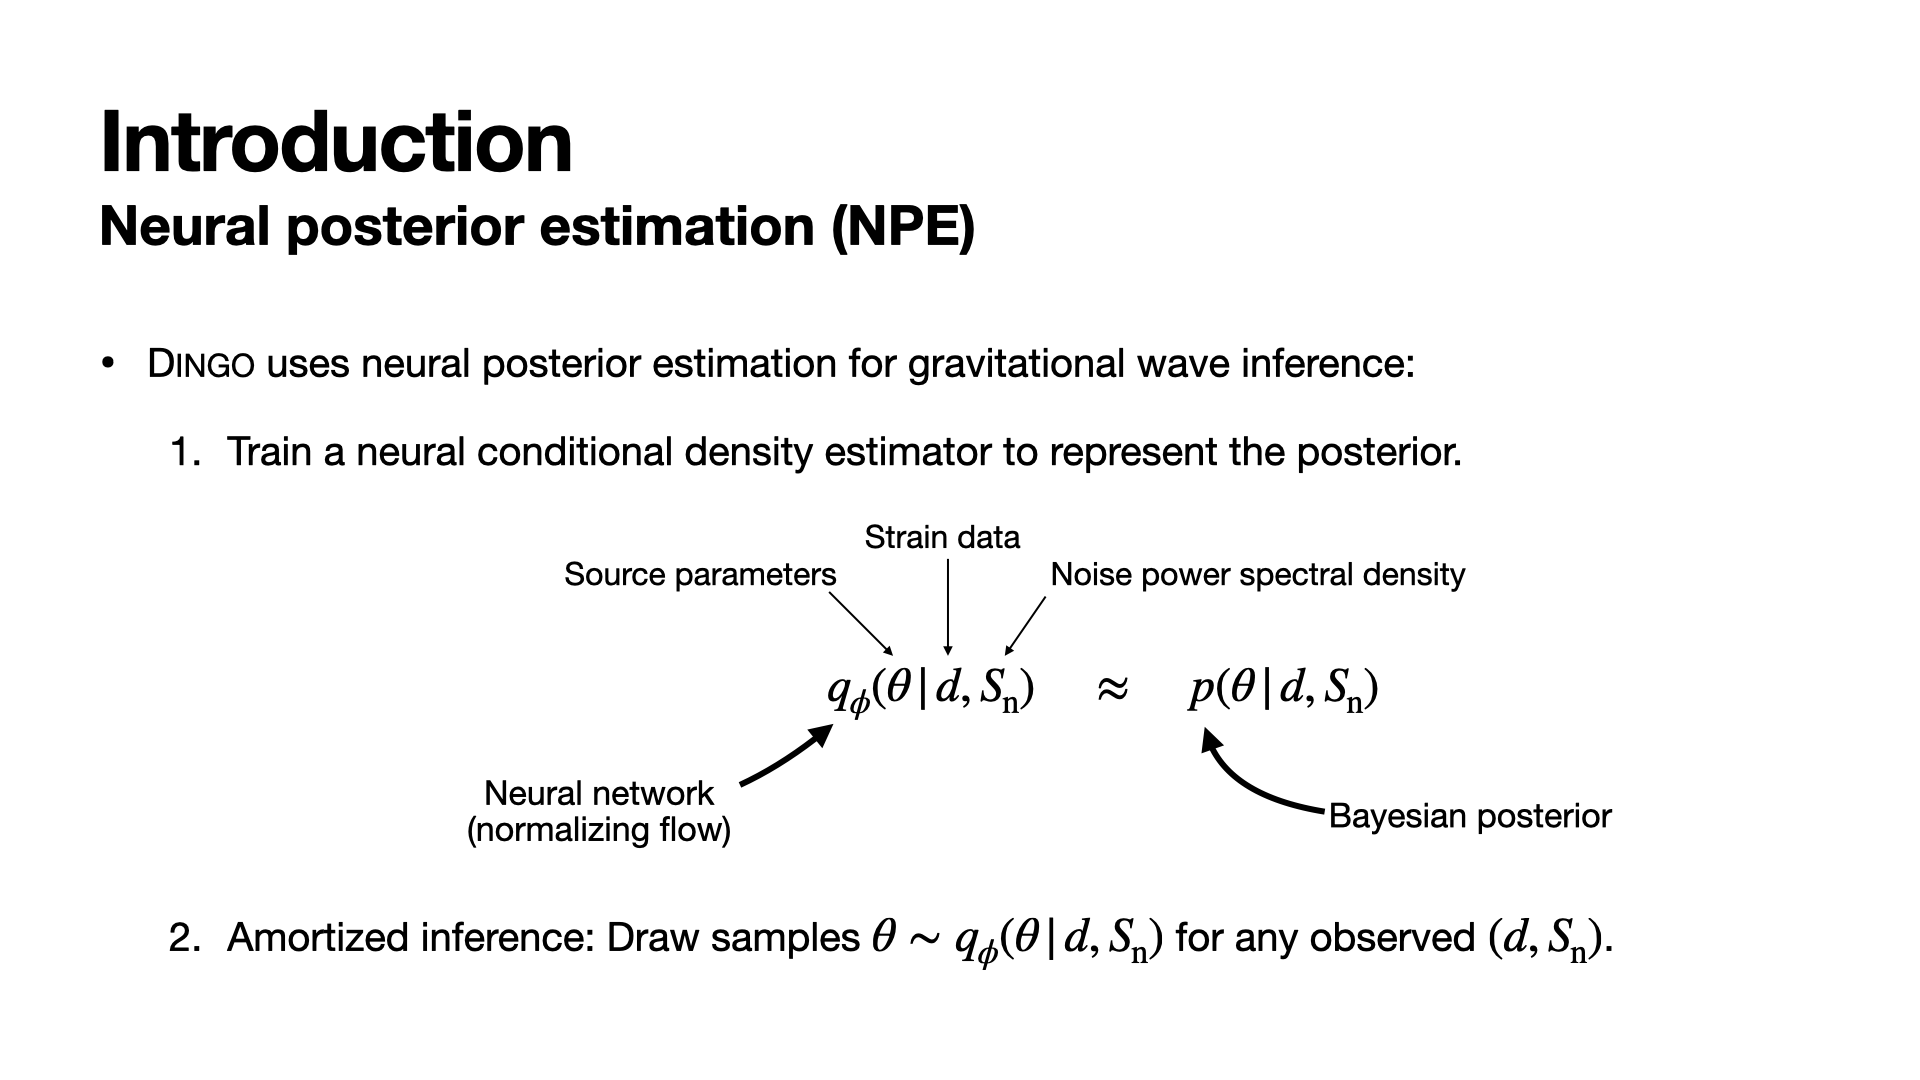 Introduction
Neural posterior estimation (NPE)
• DINGO uses neural posterior estimation for gravitational wave inference:
1. Train a neural conditional density estimator to represent the posterior.
Strain data
Source parameters
Noise power spectral density
qϕ(θ|d, Sn) ≈ p(θ|d, Sn)
Neural network
(normalizing flow)
Bayesian posterior
2. Amortized inference: Draw samples θ ∼ qϕ(θ|d, Sn) for any observed (d, Sn).